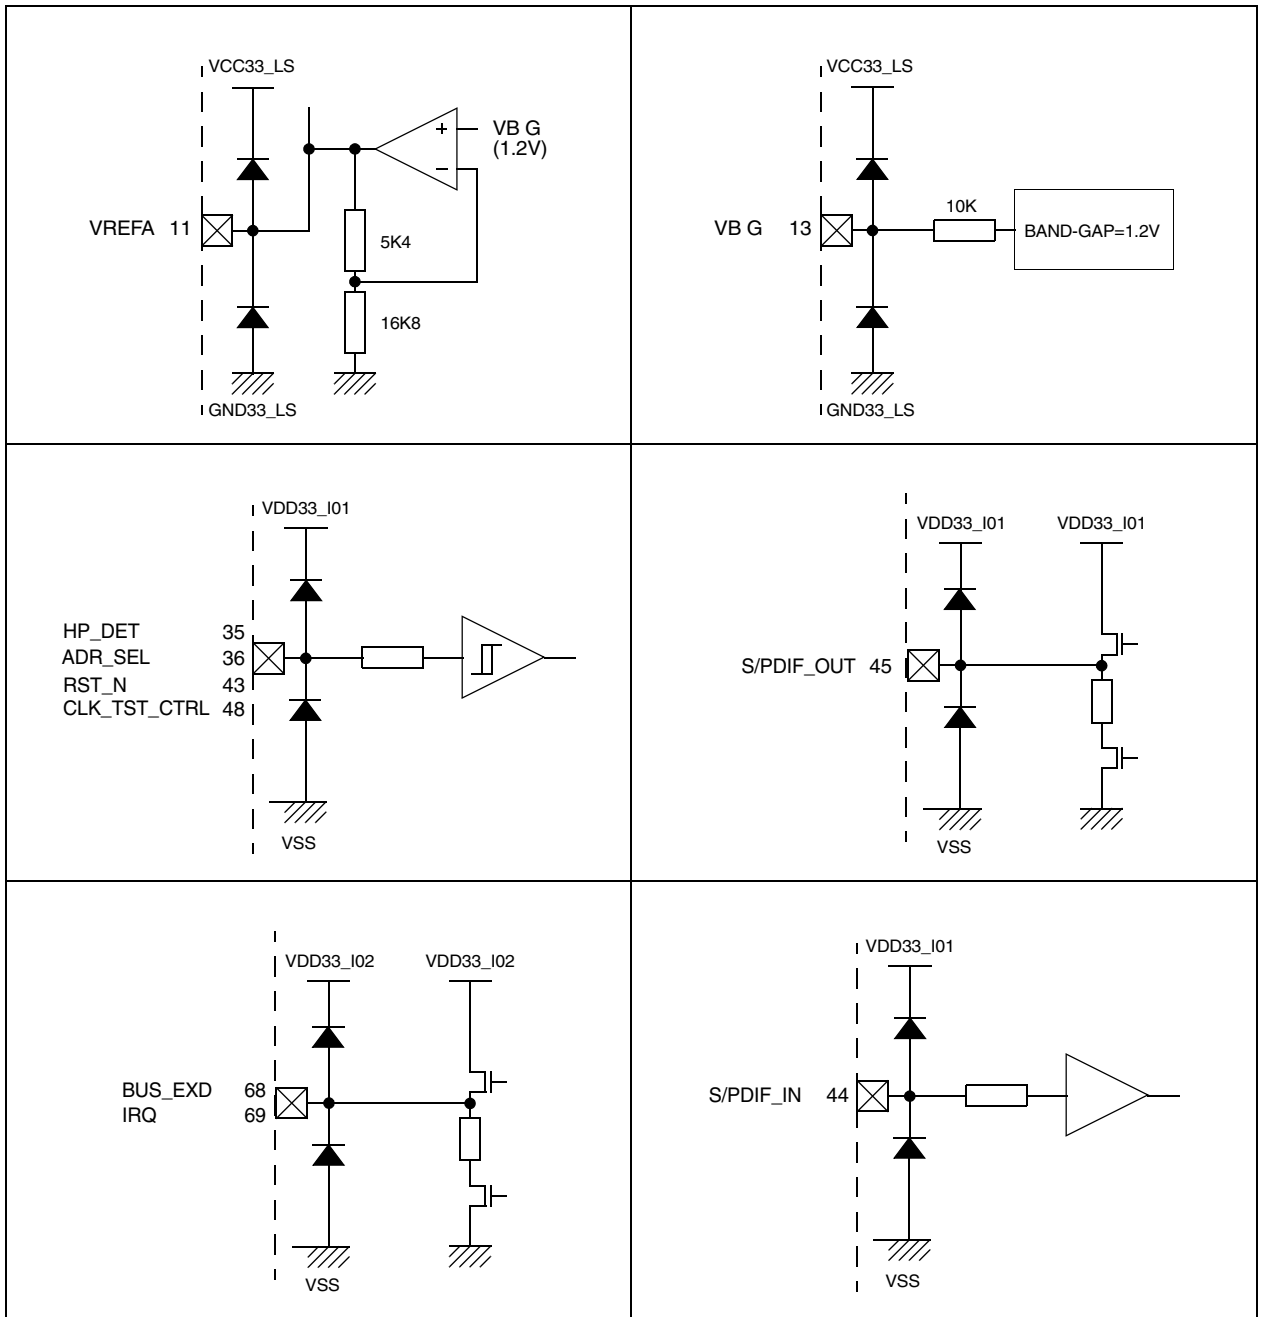 VCC33_LS
VB G
(1.2V)
VREFA 11
5K4
16K8
GND33_LS
VCC33_LS
10K
VB G 13
BAND-GAP=1.2V
GND33_LS
VDD33_I01
HP_DET 35
ADR_SEL 36
RST_N 43
CLK_TST_CTRL 48
VSS
VDD33_I01 VDD33_I01
S/PDIF_OUT 45
VSS
VDD33_I02 VDD33_I02
BUS_EXD 68
IRQ 69
VSS
VDD33_I01
S/PDIF_IN 44
VSS